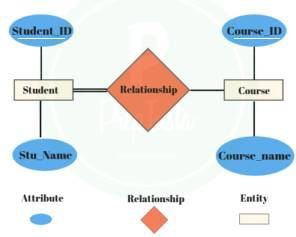 Student_ID
Course_ID
Student
Relationship
Course
Stu_Name
Course_name
Attribute
Relationship
Entity